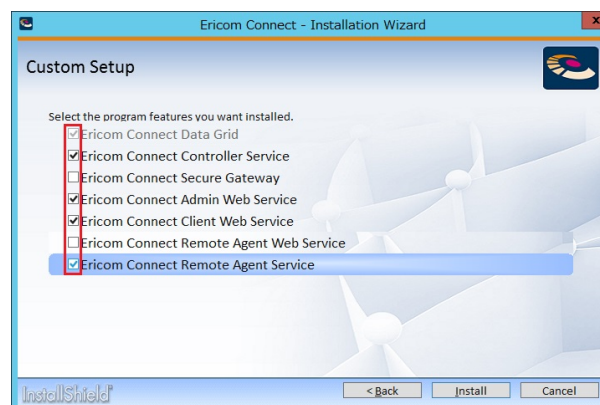 Ericom Connect - Installation Wizard
x
Custom Setup
Select the program features you want installed.
Ericom Connect Data Grid
Ericom Connect Controller Service
Ericom Connect Secure Gateway
Ericom Connect Admin Web Service
Ericom Connect Client Web Service
Ericom Connect Remote Agent Web Service
Ericom Connect Remote Agent Service
InstallShield
< Back Install Cancel